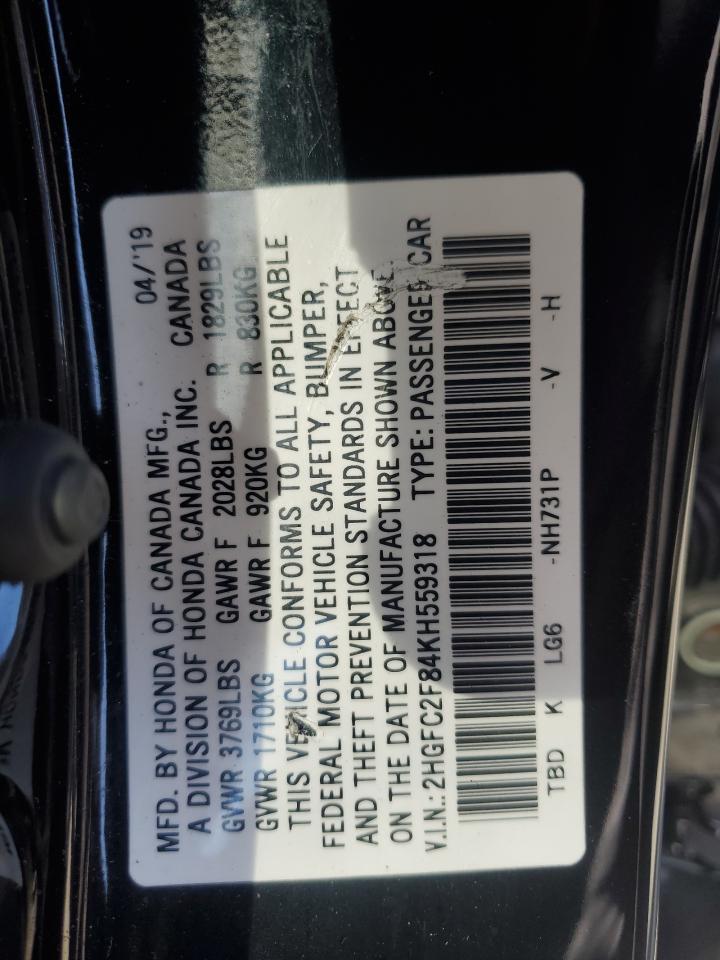 04/'19
MFD. BY HONDA OF CANADA MFG.,
A DIVISION OF HONDA CANADA INC. CANADA
GVWR 3769LBS GAWR F 2028LBS R 1829LBS
GVWR 1710KG GAWR F 920KG R 830KG
THIS VEHICLE CONFORMS TO ALL APPLICABLE
FEDERAL MOTOR VEHICLE SAFETY, BUMPER,
AND THEFT PREVENTION STANDARDS IN EFFECT
ON THE DATE OF MANUFACTURE SHOWN ABOVE
V.I.N.: 2HGFC2F84KH559318 TYPE: PASSENGER CAR
TBD K LG6 -NH731P -V -H